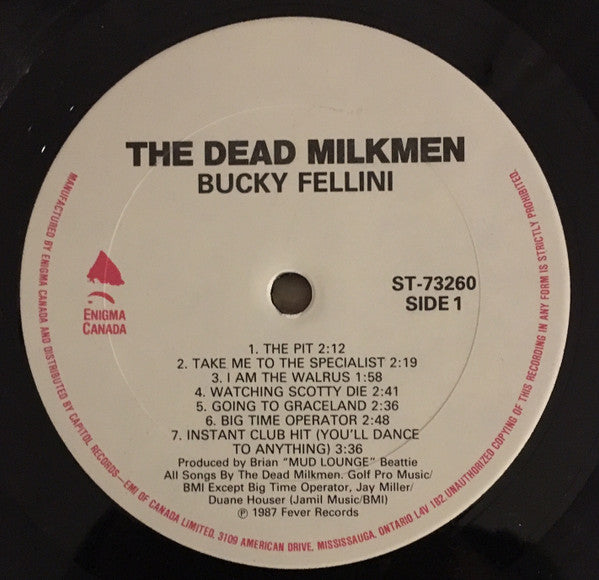 THE DEAD MILKMEN
BUCKY FELLINI
ENIGMA
CANADA
ST-73260
SIDE 1
1. THE PIT 2:12
2. TAKE ME TO THE SPECIALIST 2:19
3. I AM THE WALRUS 1:58
4. WATCHING SCOTTY DIE 2:41
5. GOING TO GRACELAND 2:36
6. BIG TIME OPERATOR 2:48
7. INSTANT CLUB HIT (YOU'LL DANCE
TO ANYTHING) 3:36
Produced by Brian "MUD LOUNGE" Beattie
All Songs By The Dead Milkmen. Golf Pro Music/
BMI Except Big Time Operator, Jay Miller/
Duane Houser (Jamil Music/BMI)
℗ 1987 Fever Records
MANUFACTURED BY ENIGMA CANADA AND DISTRIBUTED BY CAPITOL RECORDS—EMI OF CANADA LIMITED, 3109 AMERICAN DRIVE, MISSISSAUGA, ONTARIO L4V 1B2. UNAUTHORIZED COPYING OF THIS RECORDING IN ANY FORM IS STRICTLY PROHIBITED.